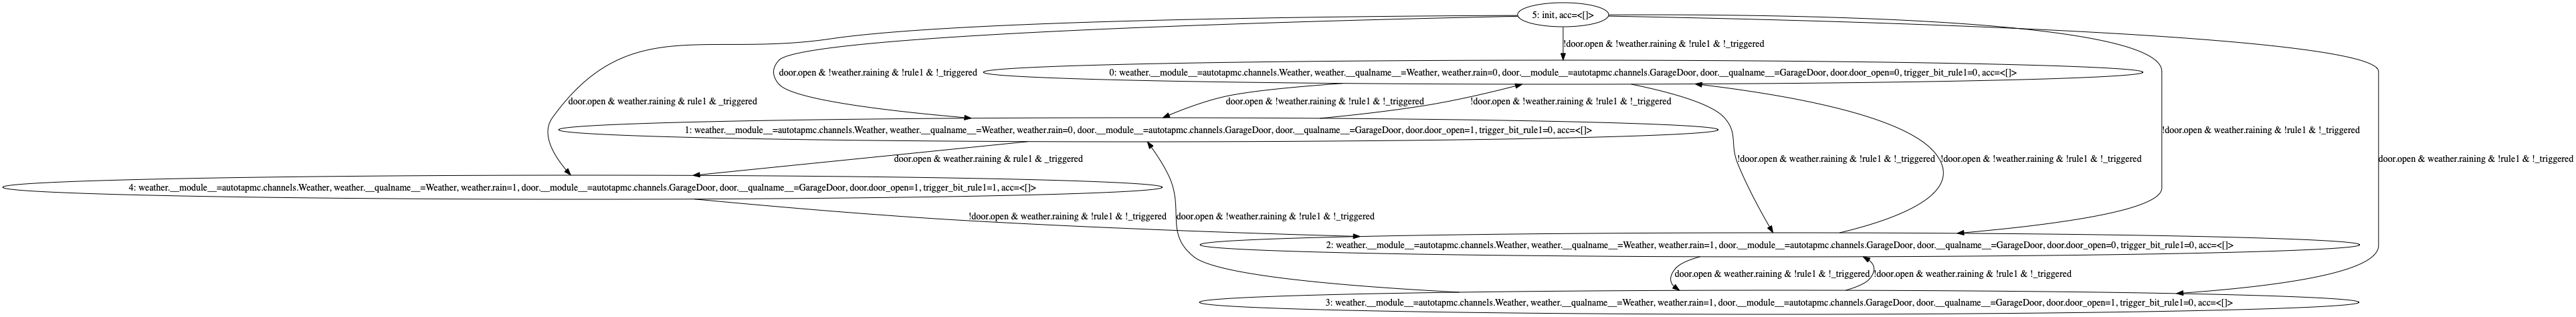 5: init, acc=<[]>
!door.open & !weather.raining & !rule1 & !_triggered
door.open & !weather.raining & !rule1 & !_triggered
0: weather.__module__=autotapmc.channels.Weather, weather.__qualname__=Weather, weather.rain=0, door.__module__=autotapmc.channels.GarageDoor, door.__qualname__=GarageDoor, door.door_open=0, trigger_bit_rule1=0, acc=<[]>
door.open & weather.raining & rule1 & _triggered
door.open & !weather.raining & !rule1 & !_triggered
!door.open & !weather.raining & !rule1 & !_triggered
1: weather.__module__=autotapmc.channels.Weather, weather.__qualname__=Weather, weather.rain=0, door.__module__=autotapmc.channels.GarageDoor, door.__qualname__=GarageDoor, door.door_open=1, trigger_bit_rule1=0, acc=<[]>
!door.open & weather.raining & !rule1 & !_triggered
door.open & weather.raining & rule1 & _triggered
!door.open & weather.raining & !rule1 & !_triggered
!door.open & !weather.raining & !rule1 & !_triggered
door.open & weather.raining & !rule1 & !_triggered
4: weather.__module__=autotapmc.channels.Weather, weather.__qualname__=Weather, weather.rain=1, door.__module__=autotapmc.channels.GarageDoor, door.__qualname__=GarageDoor, door.door_open=1, trigger_bit_rule1=1, acc=<[]>
!door.open & weather.raining & !rule1 & !_triggered
door.open & !weather.raining & !rule1 & !_triggered
2: weather.__module__=autotapmc.channels.Weather, weather.__qualname__=Weather, weather.rain=1, door.__module__=autotapmc.channels.GarageDoor, door.__qualname__=GarageDoor, door.door_open=0, trigger_bit_rule1=0, acc=<[]>
door.open & weather.raining & !rule1 & !_triggered
!door.open & weather.raining & !rule1 & !_triggered
3: weather.__module__=autotapmc.channels.Weather, weather.__qualname__=Weather, weather.rain=1, door.__module__=autotapmc.channels.GarageDoor, door.__qualname__=GarageDoor, door.door_open=1, trigger_bit_rule1=0, acc=<[]>